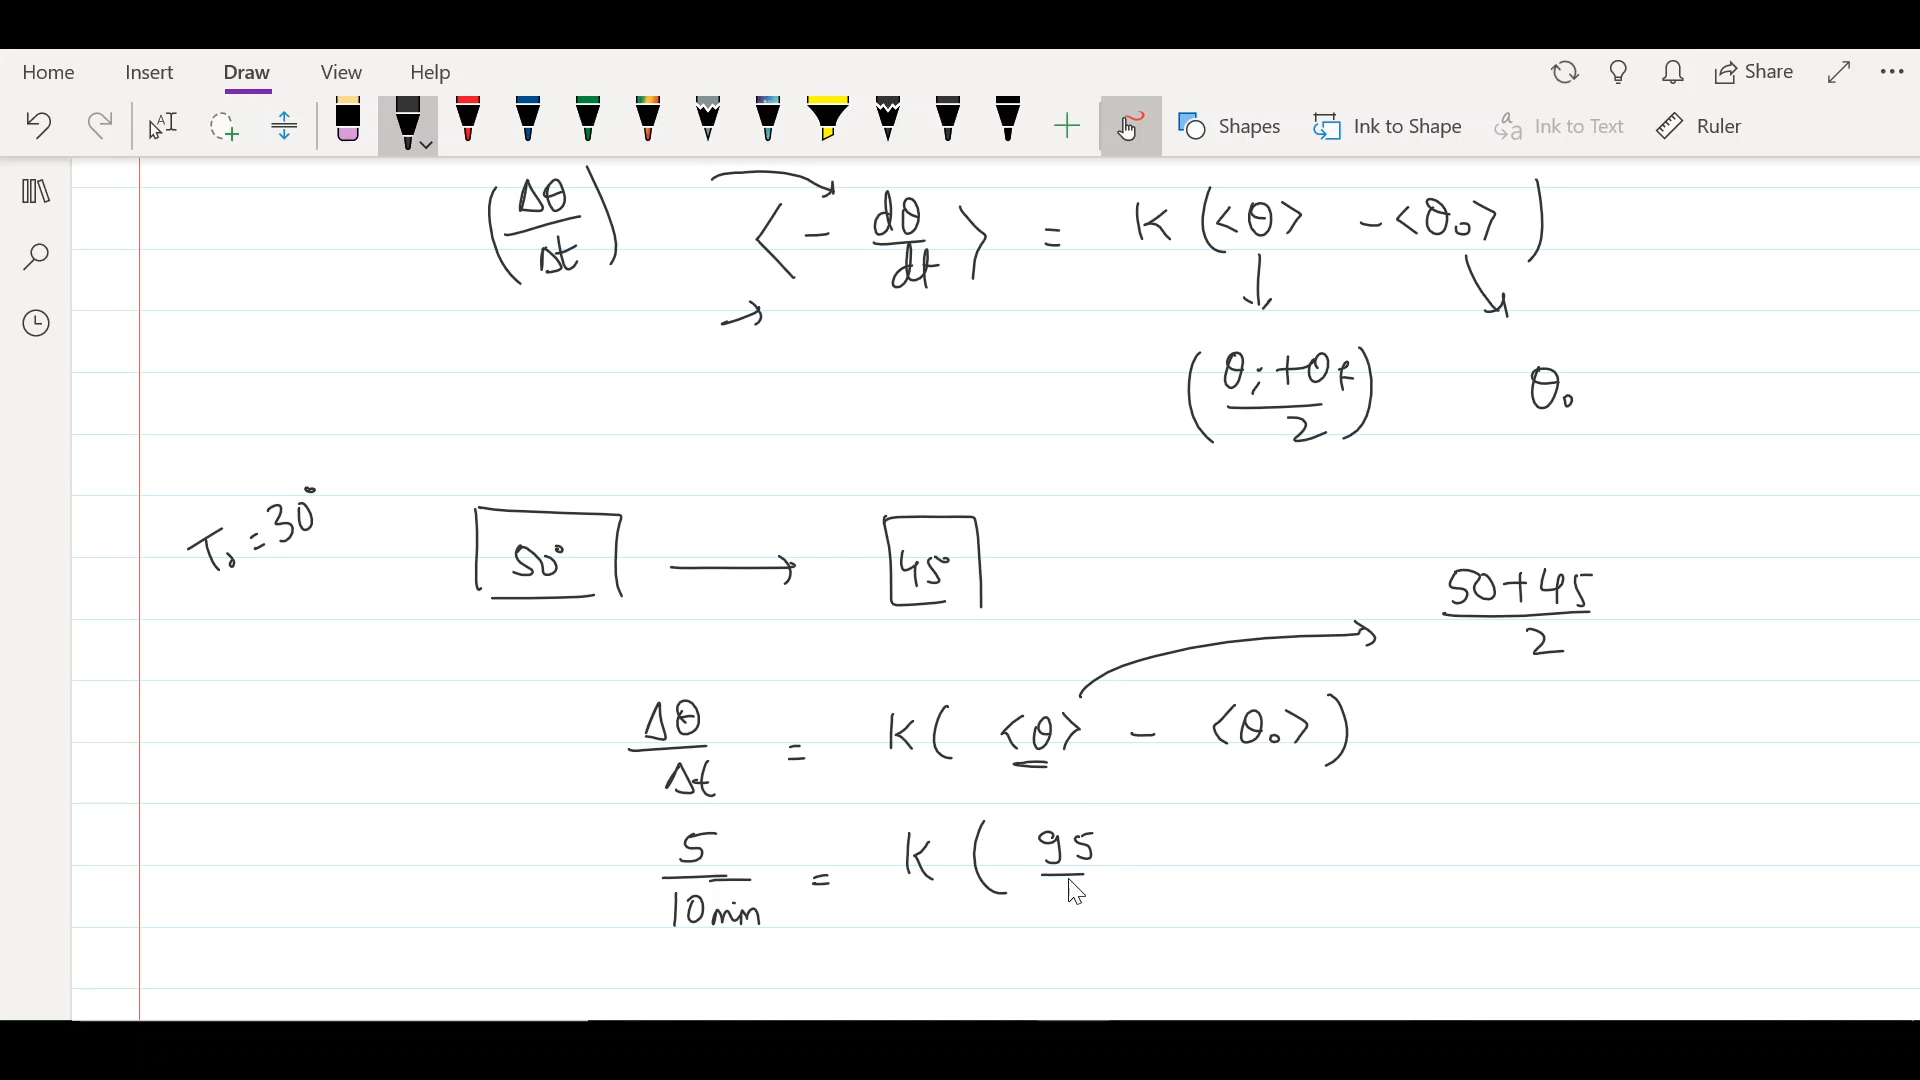 Home Insert Draw View Help Share
Shapes Ink to Shape Ink to Text Ruler
(Δθ/Δt) ⟨- dθ/dt⟩ = K (<θ> - <θ₀>)
((θi + θf)/2) θ₀
T₀ = 30° 50° → 45°
(50+45)/2
Δθ/Δt = K( <θ> - <θ₀>)
5/10min = K ( 95